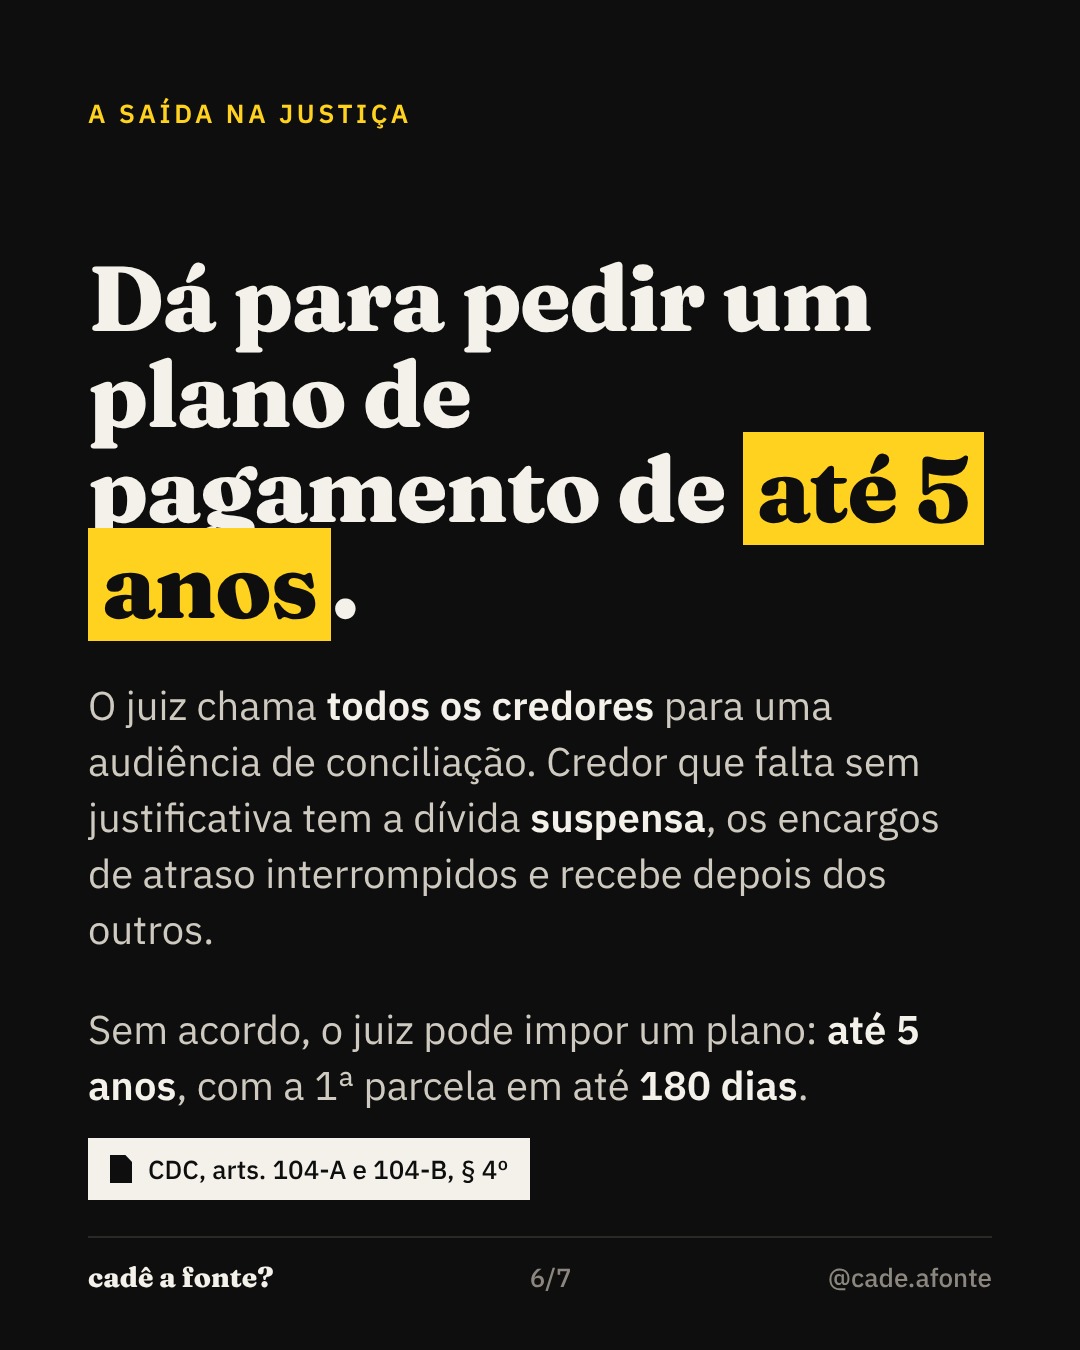 A SAÍDA NA JUSTIÇA
Dá para pedir um
plano de
pagamento de até 5
anos.
O juiz chama todos os credores para uma
audiência de conciliação. Credor que falta sem
justificativa tem a dívida suspensa, os encargos
de atraso interrompidos e recebe depois dos
outros.
Sem acordo, o juiz pode impor um plano: até 5
anos, com a 1ª parcela em até 180 dias.
CDC, arts. 104-A e 104-B, § 4º
cadê a fonte?
6/7
@cade.afonte